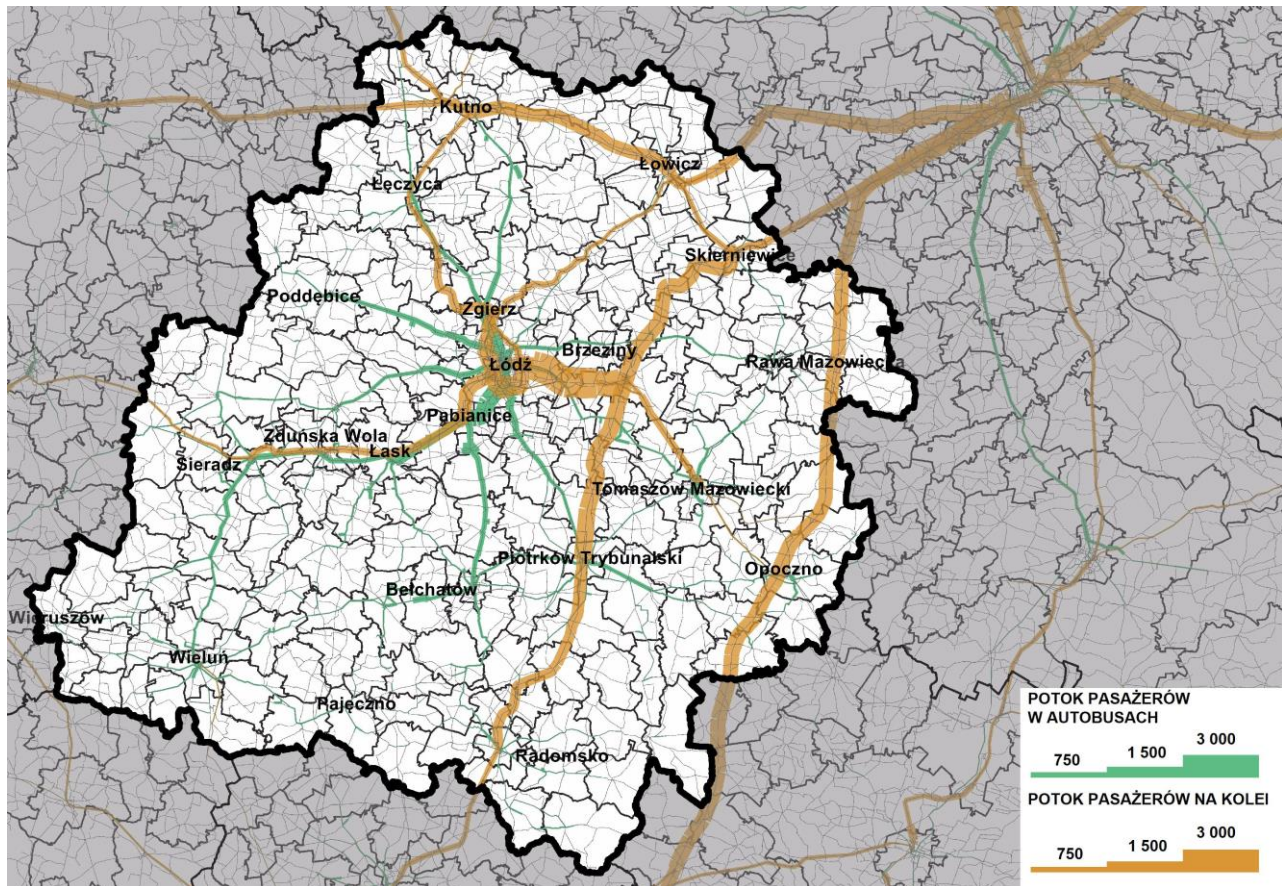 Kutno
Łowicz
Łęczyca
Skierniewice
Poddębice
Zgierz
Brzeziny
Łódź
Rawa Mazowiecka
Pabianice
Zduńska Wola
Łask
Sieradz
Tomaszów Mazowiecki
Piotrków Trybunalski
Opoczno
Bełchatów
Wieruszów
Wieluń
Pajęczno
Radomsko
POTOK PASAŻERÓW
W AUTOBUSACH
750 1 500 3 000
POTOK PASAŻERÓW NA KOLEI
750 1 500 3 000